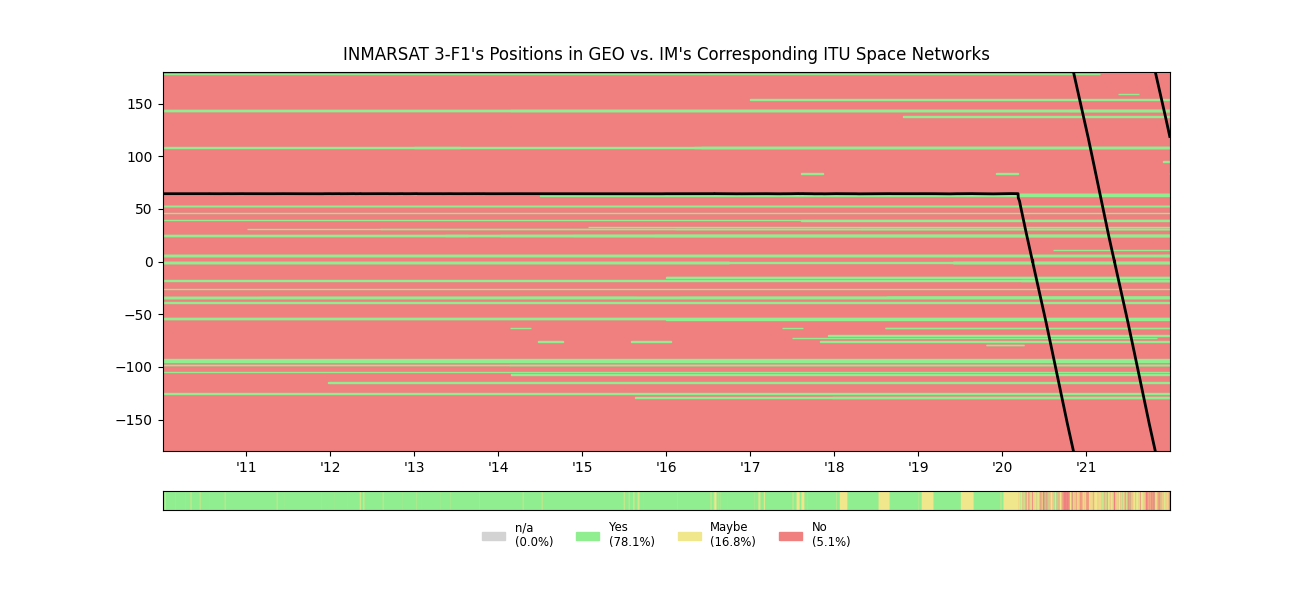 INMARSAT 3-F1's Positions in GEO vs. IM's Corresponding ITU Space Networks
150
100
50
0
−50
−100
−150
'11 '12 '13 '14 '15 '16 '17 '18 '19 '20 '21
n/a Yes Maybe No
(0.0%) (78.1%) (16.8%) (5.1%)